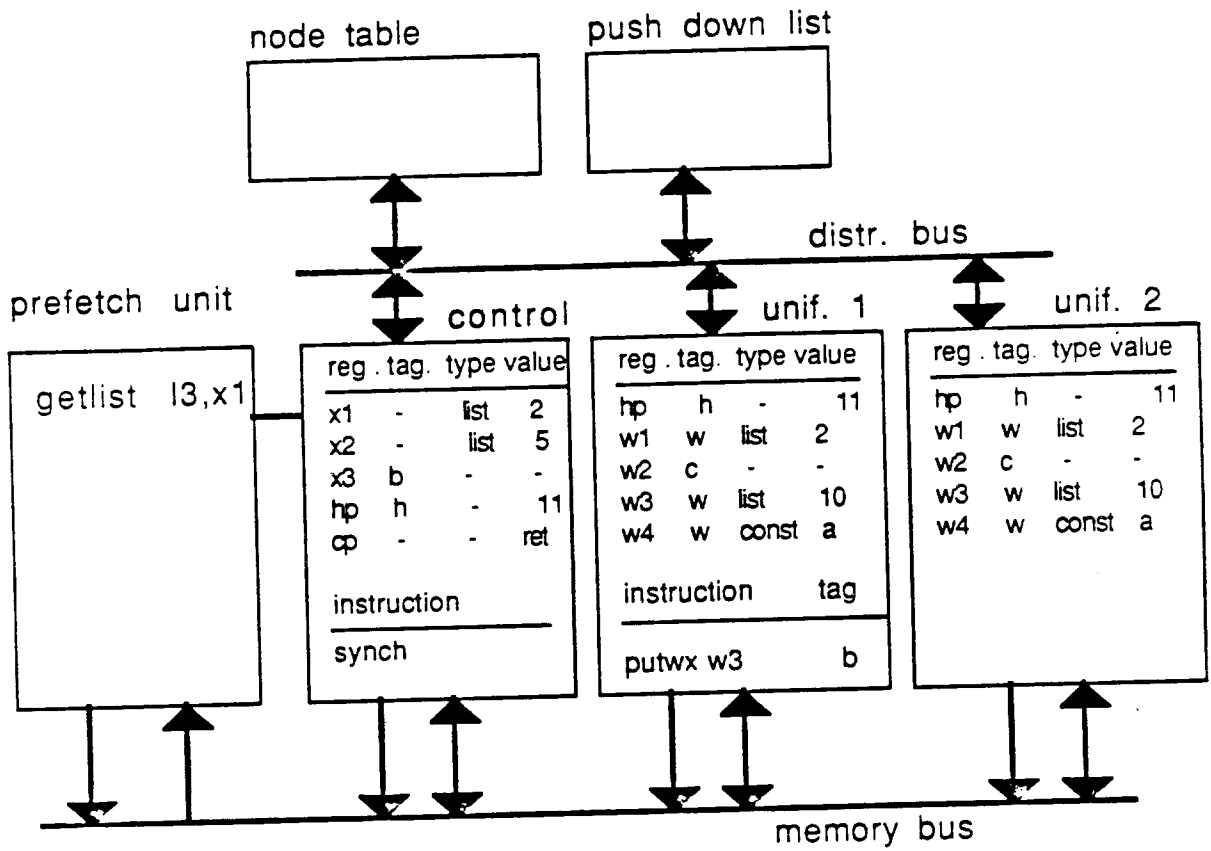 node table
push down list
distr. bus
prefetch unit
getlist l3,x1
control
reg . tag. type value
x1 - list 2
x2 - list 5
x3 b - -
hp h - 11
cp - - ret
instruction
synch
unif. 1
reg . tag. type value
hp h - 11
w1 w list 2
w2 c - -
w3 w list 10
w4 w const a
instruction tag
putwx w3 b
unif. 2
reg . tag. type value
hp h - 11
w1 w list 2
w2 c - -
w3 w list 10
w4 w const a
memory bus